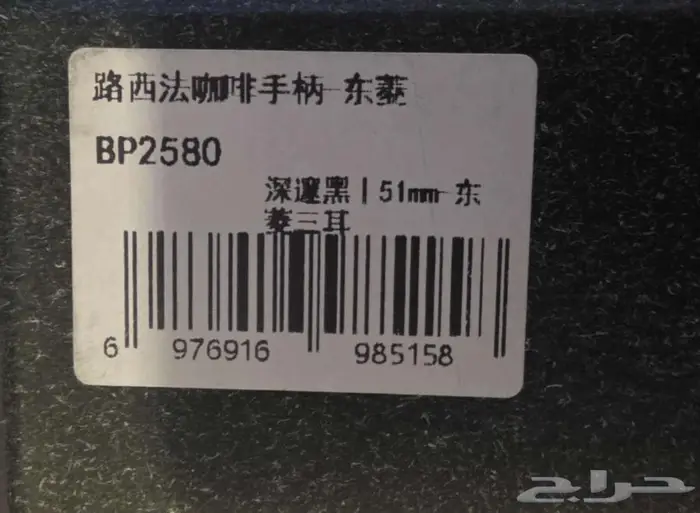 路西法咖啡手柄-东菱
BP2580
深邃黑|51mm-东
菱三耳
6 976916 985158
حراج